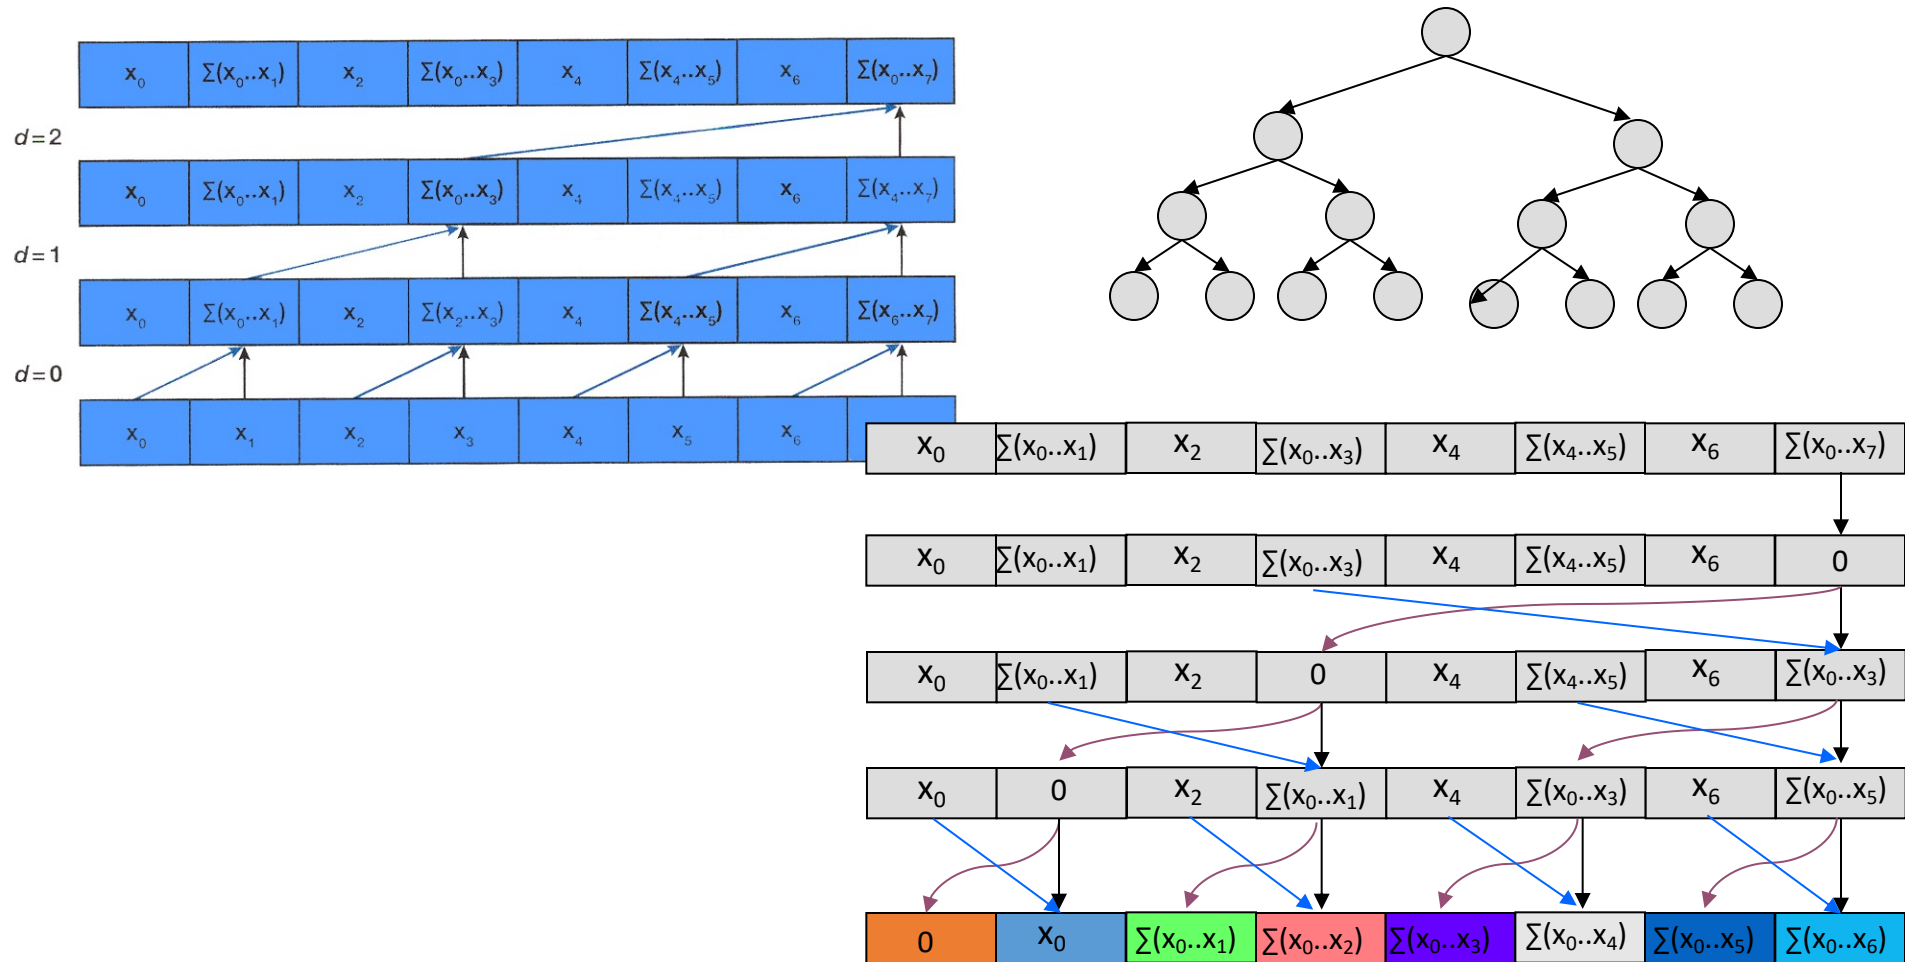 x₀ ∑(x₀..x₁) x₂ ∑(x₀..x₃) x₄ ∑(x₄..x₅) x₆ ∑(x₀..x₇)
d=2
x₀ ∑(x₀..x₁) x₂ ∑(x₀..x₃) x₄ ∑(x₄..x₅) x₆ ∑(x₄..x₇)
d=1
x₀ ∑(x₀..x₁) x₂ ∑(x₂..x₃) x₄ ∑(x₄..x₅) x₆ ∑(x₆..x₇)
d=0
x₀ x₁ x₂ x₃ x₄ x₅ x₆
x₀ ∑(x₀..x₁) x₂ ∑(x₀..x₃) x₄ ∑(x₄..x₅) x₆ ∑(x₀..x₇)
x₀ ∑(x₀..x₁) x₂ ∑(x₀..x₃) x₄ ∑(x₄..x₅) x₆ 0
x₀ ∑(x₀..x₁) x₂ 0 x₄ ∑(x₄..x₅) x₆ ∑(x₀..x₃)
x₀ 0 x₂ ∑(x₀..x₁) x₄ ∑(x₀..x₃) x₆ ∑(x₀..x₅)
0 x₀ ∑(x₀..x₁) ∑(x₀..x₂) ∑(x₀..x₃) ∑(x₀..x₄) ∑(x₀..x₅) ∑(x₀..x₆)